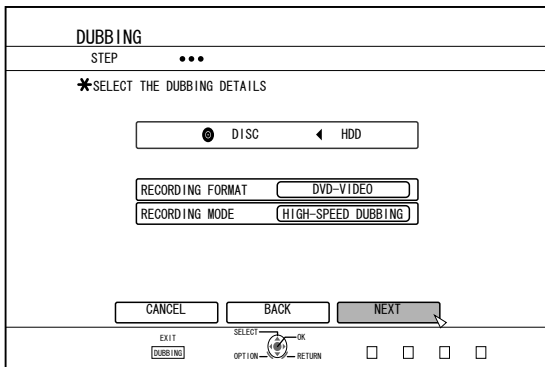 DUBBING
STEP
*SELECT THE DUBBING DETAILS
DISC HDD
RECORDING FORMAT DVD-VIDEO
RECORDING MODE HIGH-SPEED DUBBING
CANCEL BACK NEXT
EXIT SELECT OK
DUBBING OPTION RETURN